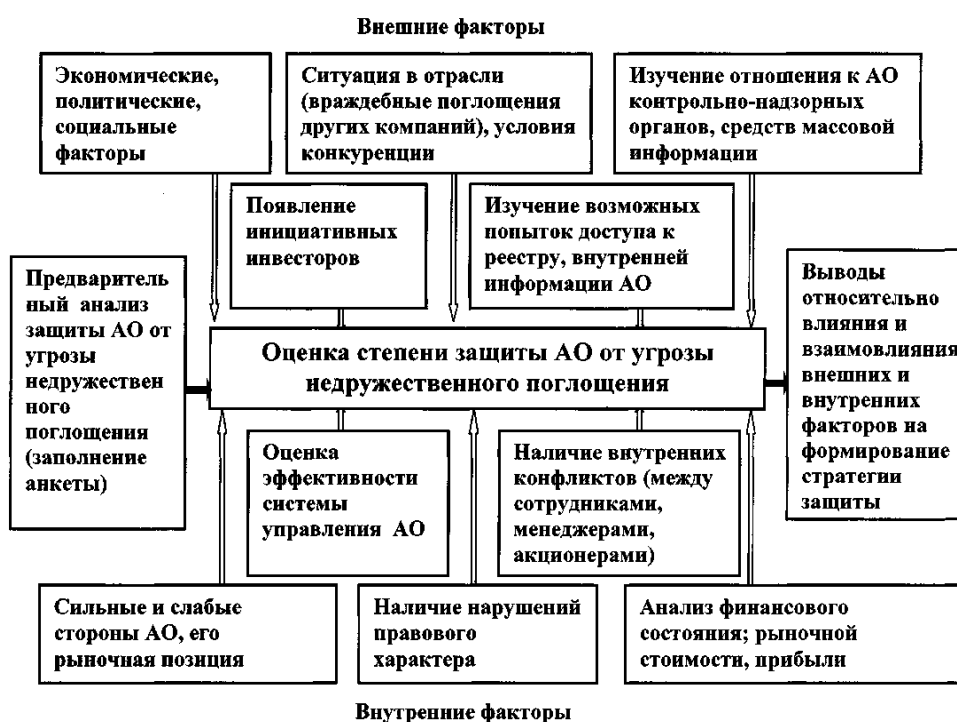 Внешние факторы
Экономические,
политические,
социальные
факторы
Ситуация в отрасли
(враждебные поглощения
других компаний), условия
конкуренции
Изучение отношения к АО
контрольно-надзорных
органов, средств массовой
информации
Появление
инициативных
инвесторов
Изучение возможных
попыток доступа к
реестру, внутренней
информации АО
Предваритель
ный анализ
защиты АО от
угрозы
недружествен
ного
поглощения
(заполнение
анкеты)
Оценка степени защиты АО от угрозы
недружественного поглощения
Выводы
относительно
влияния и
взаимовлияния
внешних и
внутренних
факторов на
формирование
стратегии
защиты
Оценка
эффективности
системы
управления АО
Наличие внутренних
конфликтов (между
сотрудниками,
менеджерами,
акционерами)
Сильные и слабые
стороны АО, его
рыночная позиция
Наличие нарушений
правового
характера
Анализ финансового
состояния; рыночной
стоимости, прибыли
Внутренние факторы